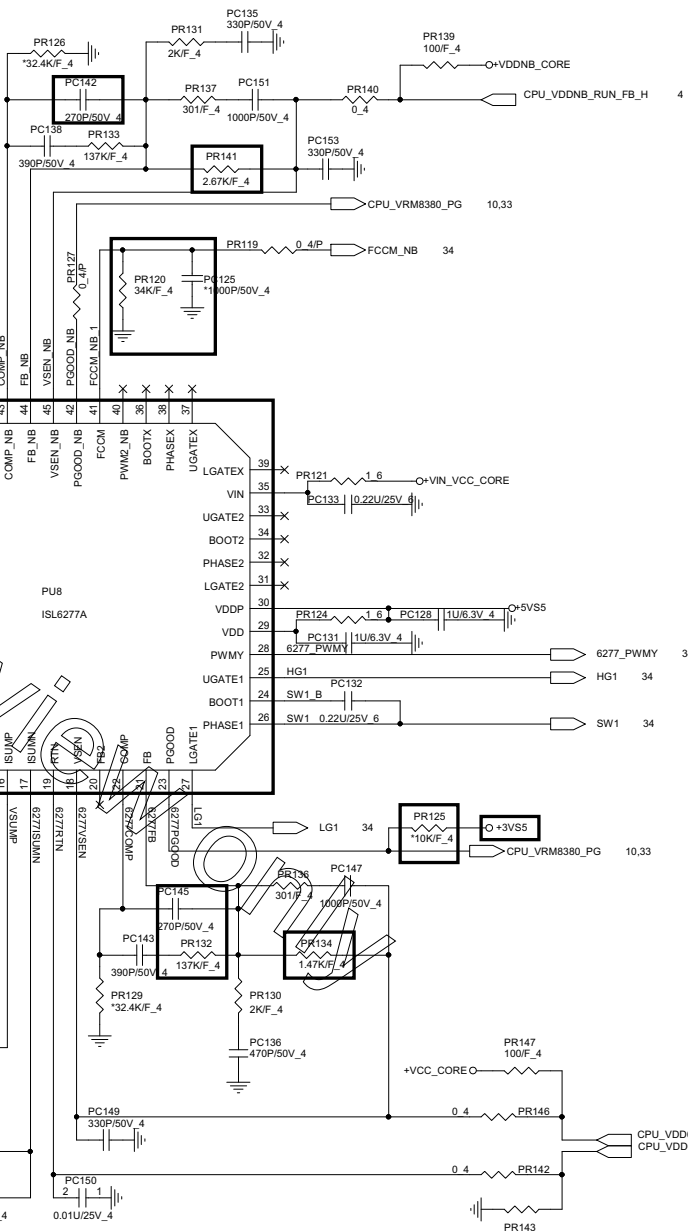 PR126
*32.4K/F_4
PR131
2K/F_4
PC135
330P/50V_4
PR139
100/F_4
+VDDNB_CORE
PC142
270P/50V_4
PR137
301/F_4
PC151
1000P/50V_4
PR140
0_4
CPU_VDDNB_RUN_FB_H 4
PC138
390P/50V_4
PR133
137K/F_4
PR141
2.67K/F_4
PC153
330P/50V_4
CPU_VRM8380_PG 10,33
PR127
0_4/P
PR119 0_4/P
FCCM_NB 34
PR120
34K/F_4
PC125
*1000P/50V_4
COMP_NB
FB_NB
VSEN_NB
PGOOD_NB
FCCM_NB_1
43
44
45
42
41
40
36
38
37
COMP_NB
FB_NB
VSEN_NB
PGOOD_NB
FCCM
PWM2_NB
BOOTX
PHASEX
UGATEX
LGATEX 39
VIN 35
UGATE2 33
BOOT2 34
PHASE2 32
LGATE2 31
VDDP 30
VDD 29
PWMY 28
UGATE1 25
BOOT1 24
PHASE1 26
PU8
ISL6277A
PR121 1_6
+VIN_VCC_CORE
PC133 0.22U/25V_6
+5VS5
PR124 1_6
PC128 1U/6.3V_4
PC131 1U/6.3V_4
6277_PWMY
6277_PWMY 3
HG1
HG1 34
SW1_B
PC132
SW1 0.22U/25V_6
SW1 34
ISUMP
ISUMN
RTN
VSEN
FB2
COMP
FB
PGOOD
LGATE1
16
17
19
18
20
22
21
23
27
VSUMP
6277ISUMN
6277RTN
6277VSEN
6277COMP
6277FB
6277PGOOD
LG1
LG1 34
PR125
*10K/F_4
+3VS5
CPU_VRM8380_PG 10,33
PR136
301/F_4
PC147
1000P/50V_4
PC145
270P/50V_4
PC143
390P/50V_4
PR132
137K/F_4
PR134
1.47K/F_4
PR129
*32.4K/F_4
PR130
2K/F_4
PC136
470P/50V_4
PR147
100/F_4
+VCC_CORE
PC149
330P/50V_4
0_4 PR146
CPU_VDD
CPU_VDD
0_4 PR142
PC150
2 1
0.01U/25V_4
_4
PR143
View Only